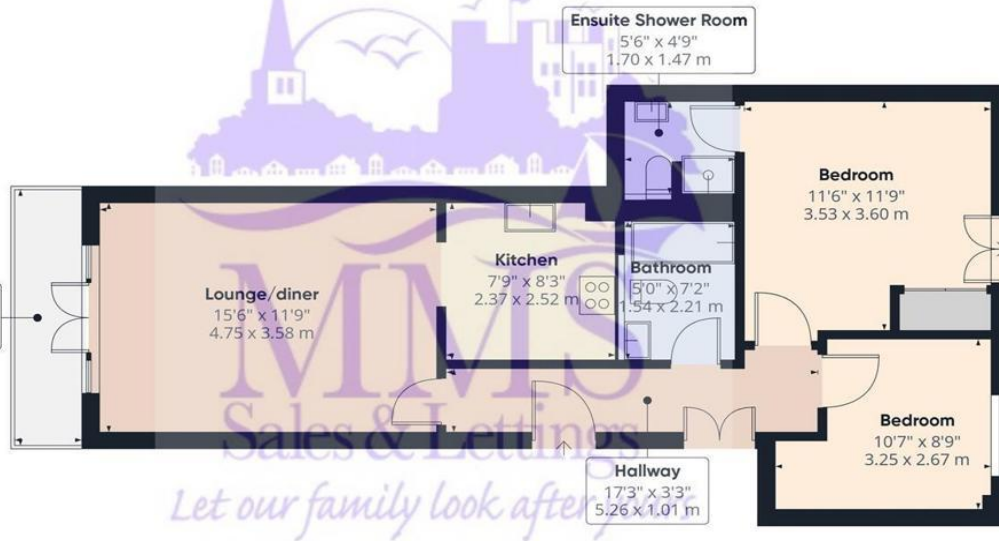 Ensuite Shower Room
5'6" x 4'9"
1.70 x 1.47 m
Bedroom
11'6" x 11'9"
3.53 x 3.60 m
Kitchen
7'9" x 8'3"
2.37 x 2.52 m
Bathroom
5'0" x 7'2"
1.54 x 2.21 m
Lounge/diner
15'6" x 11'9"
4.75 x 3.58 m
MMS
Sales & Lettings
Let our family look after yours
Bedroom
10'7" x 8'9"
3.25 x 2.67 m
Hallway
17'3" x 3'3"
5.26 x 1.01 m